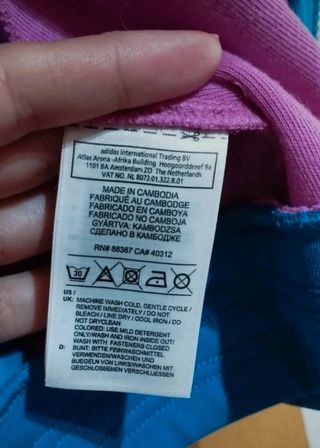 adidas International Trading BV
Atlas Arena -Afrika Building Hoogoorddreef 9a
1101 BA Amsterdam ZO The Netherlands
VAT NO. NL 8073.01.322.B.01
MADE IN CAMBODIA
FABRIQUÉ AU CAMBODGE
FABRICADO EN CAMBOYA
FABRICADO NO CAMBOJA
GYÁRTVA: KAMBODZSA
СДЕЛАНО В КАМБОДЖЕ
RN# 88387 CA# 40312
30
US /
UK: MACHINE WASH COLD, GENTLE CYCLE /
REMOVE IMMEDIATELY / DO NOT
BLEACH / LINE DRY / COOL IRON / DO
NOT DRYCLEAN
COLORED: USE MILD DETERGENT
ONLY/WASH AND IRON INSIDE OUT/
WASH WITH FASTENERS CLOSED
D: BUNT: BITTE FEINWASCHMITTEL
VERWENDEN/WASCHEN UND
BUEGELN VON LINKS/WASCHEN MIT
GESCHLOSSENEN VERSCHLUESSEN